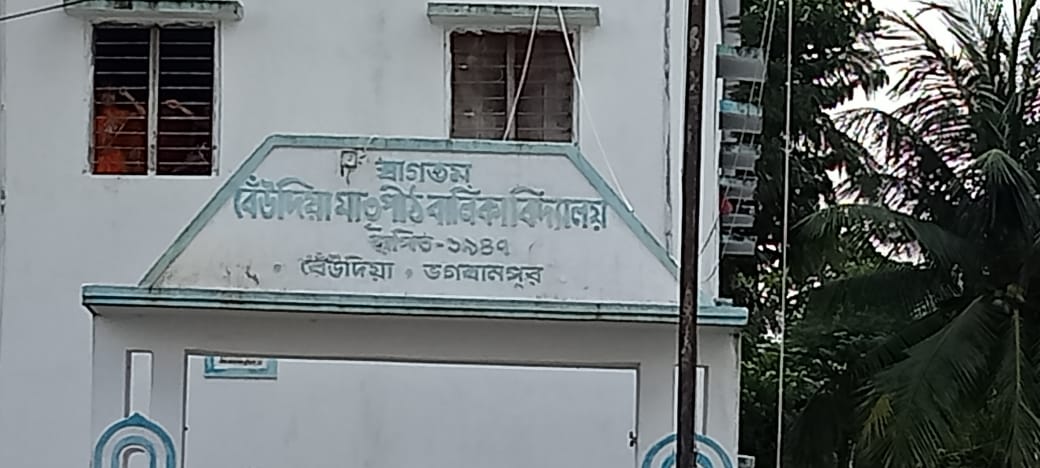 স্বাগতম
বেঁউদিয়া মাতৃপীঠ বালিকা বিদ্যালয়
স্থাপিত-১৯৪৭
বেঁউদিয়া • ভগবানপুর